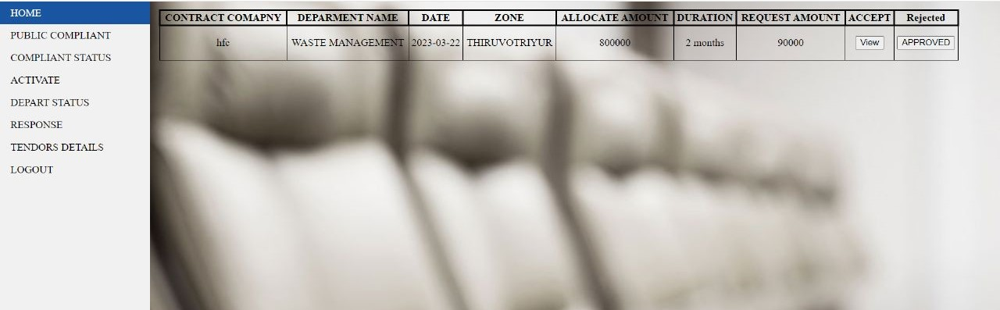 HOME
PUBLIC COMPLIANT
COMPLIANT STATUS
ACTIVATE
DEPART STATUS
RESPONSE
TENDORS DETAILS
LOGOUT
CONTRACT COMAPNY DEPARMENT NAME DATE ZONE ALLOCATE AMOUNT DURATION REQUEST AMOUNT ACCEPT Rejected
hfc WASTE MANAGEMENT 2023-03-22 THIRUVOTRIYUR 800000 2 months 90000 View APPROVED